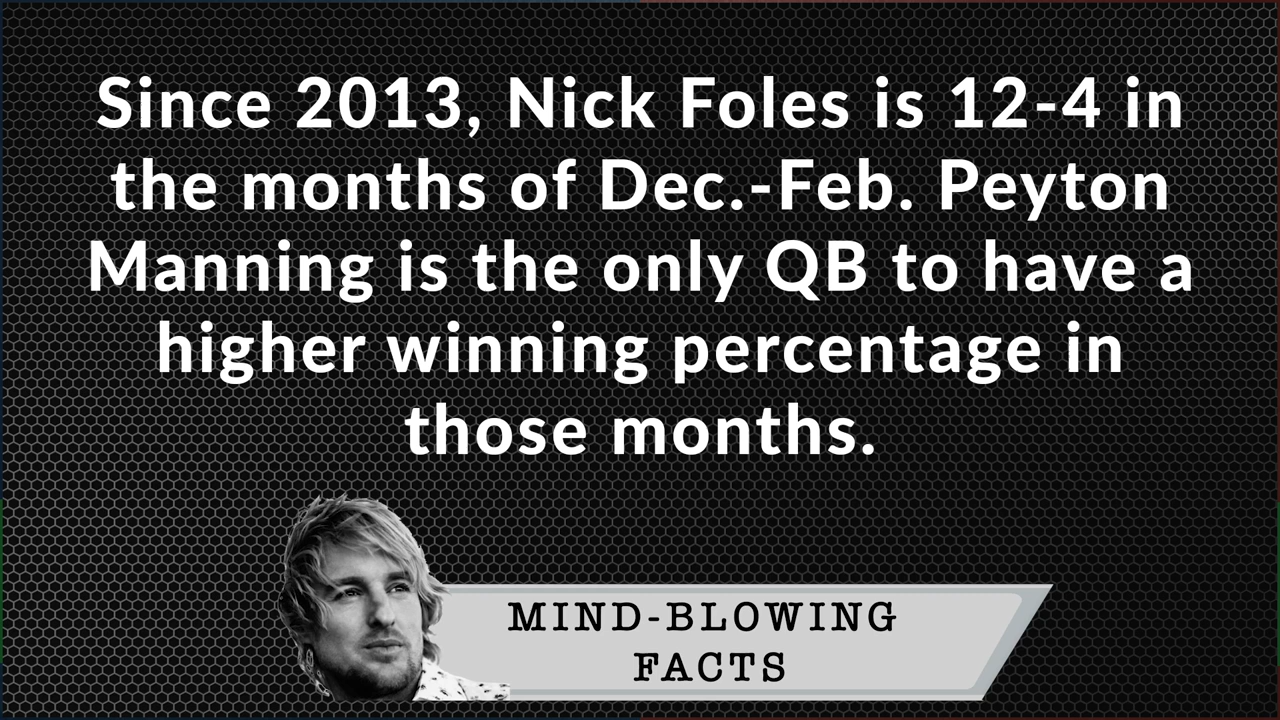 Since 2013, Nick Foles is 12-4 in
the months of Dec.-Feb. Peyton
Manning is the only QB to have a
higher winning percentage in
those months.
MIND-BLOWING
FACTS